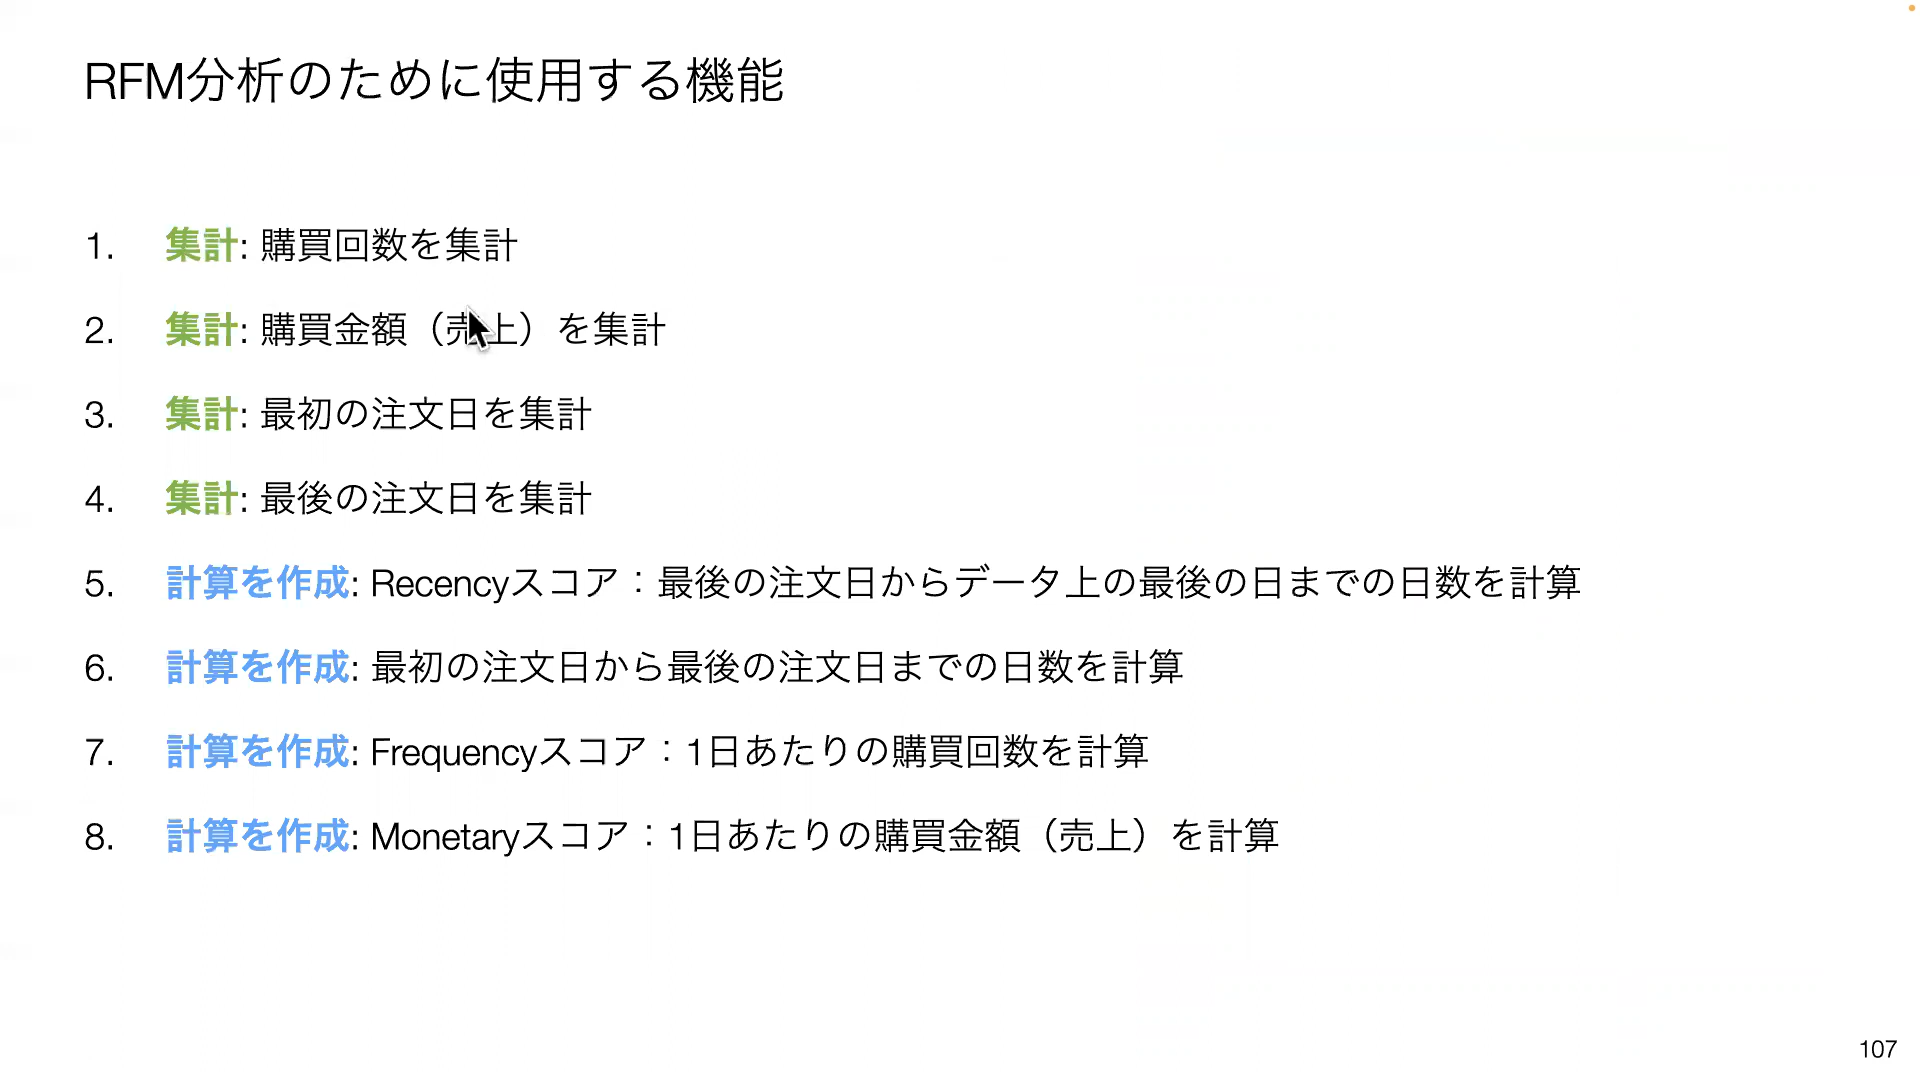 RFM分析のために使用する機能
1. 集計: 購買回数を集計
2. 集計: 購買金額（売上）を集計
3. 集計: 最初の注文日を集計
4. 集計: 最後の注文日を集計
5. 計算を作成: Recencyスコア：最後の注文日からデータ上の最後の日までの日数を計算
6. 計算を作成: 最初の注文日から最後の注文日までの日数を計算
7. 計算を作成: Frequencyスコア：1日あたりの購買回数を計算
8. 計算を作成: Monetaryスコア：1日あたりの購買金額（売上）を計算
107